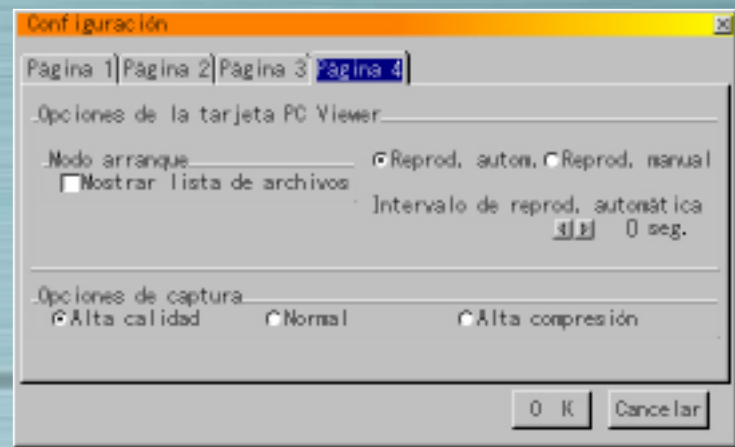 Configuración
Página 1 Página 2 Página 3 Página 4
Opciones de la tarjeta PC Viewer
Modo arranque
Mostrar lista de archivos
Reprod. autom. Reprod. manual
Intervalo de reprod. automática
0 seg.
Opciones de captura
Alta calidad Normal Alta compresión
O K Cancelar